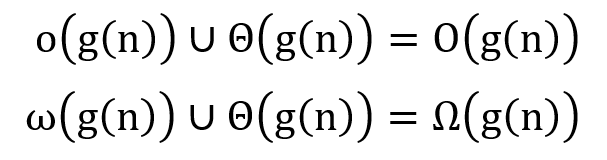 o(g(n)) ∪ Θ(g(n)) = O(g(n))
ω(g(n)) ∪ Θ(g(n)) = Ω(g(n))